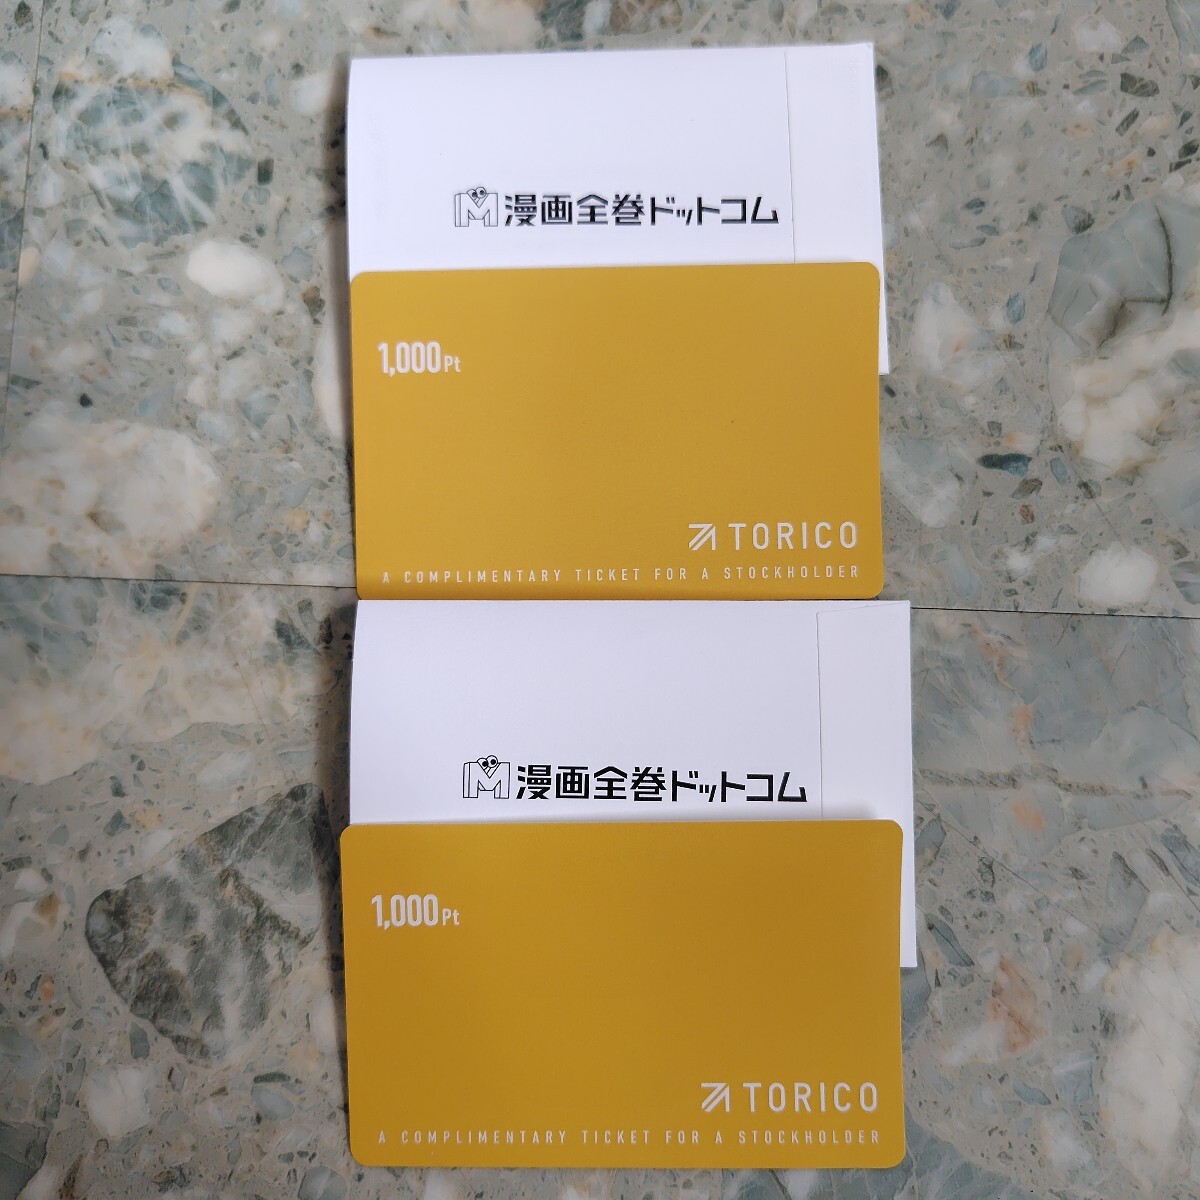 漫画全巻ドットコム
1,000Pt
TORICO
A COMPLIMENTARY TICKET FOR A STOCKHOLDER
漫画全巻ドットコム
1,000Pt
TORICO
A COMPLIMENTARY TICKET FOR A STOCKHOLDER